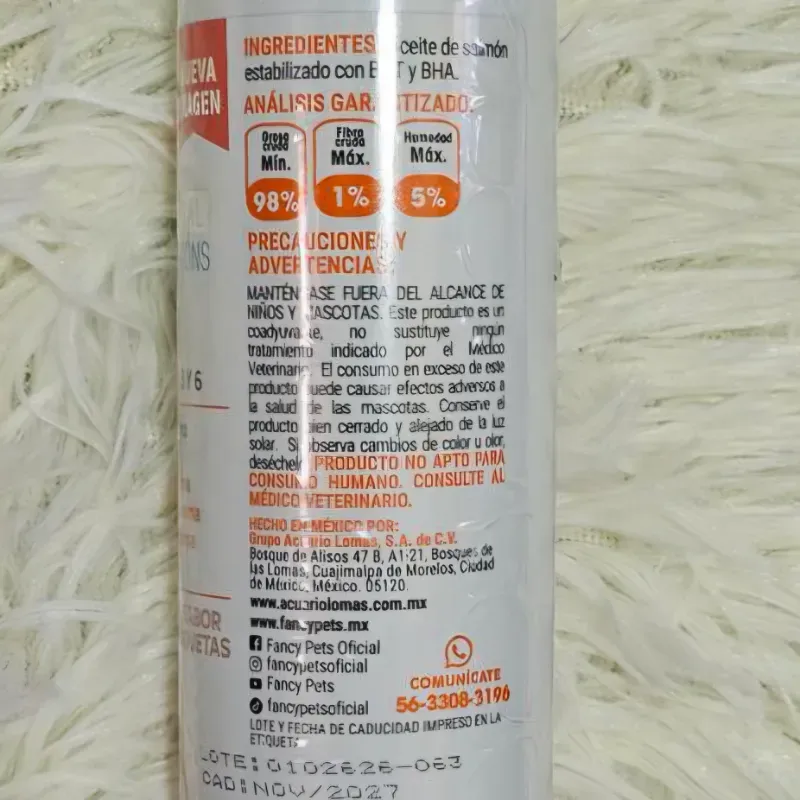 INGREDIENTES: Aceite de salmón
estabilizado con BHT y BHA.
ANÁLISIS GARANTIZADO:
Grasa
cruda
Mín.
98%
Fibra
cruda
Máx.
1%
Humedad
Máx.
5%
PRECAUCIONES Y
ADVERTENCIAS:
MANTÉNGASE FUERA DEL ALCANCE DE
NIÑOS Y MASCOTAS. Este producto es un
coadyuvante, no sustituye ningún
tratamiento indicado por el Médico
Veterinario. El consumo en exceso de este
producto puede causar efectos adversos a
la salud de las mascotas. Conserve el
producto bien cerrado y alejado de la luz
solar. Si observa cambios de color u olor,
deséchelo. PRODUCTO NO APTO PARA
CONSUMO HUMANO. CONSULTE AL
MÉDICO VETERINARIO.
HECHO EN MÉXICO POR:
Grupo Acuario Lomas, S.A. de C.V.
Bosque de Alisos 47 B, A1-21, Bosques de
las Lomas, Cuajimalpa de Morelos, Ciudad
de México, México. 05120.
www.acuariolomas.com.mx
www.fancypets.mx
Fancy Pets Oficial
fancypetsoficial
Fancy Pets
fancypetsoficial
COMUNÍCATE
56-3308-3196
LOTE Y FECHA DE CADUCIDAD IMPRESO EN LA
ETIQUETA
LOTE: 0102626-063
CAD: NOV/2027
NUEVA
Y 6